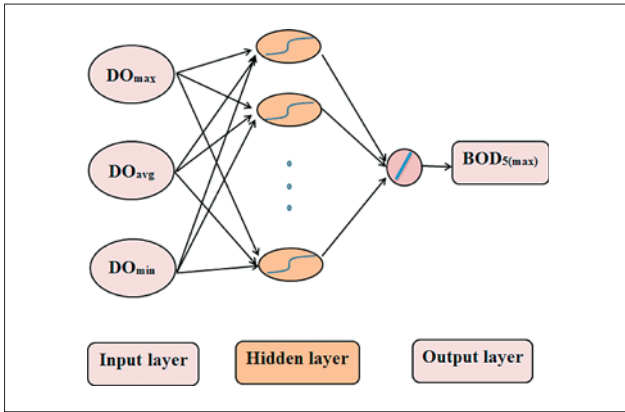 DOmax
DOavg
DOmin
BOD5(max)
Input layer
Hidden layer
Output layer